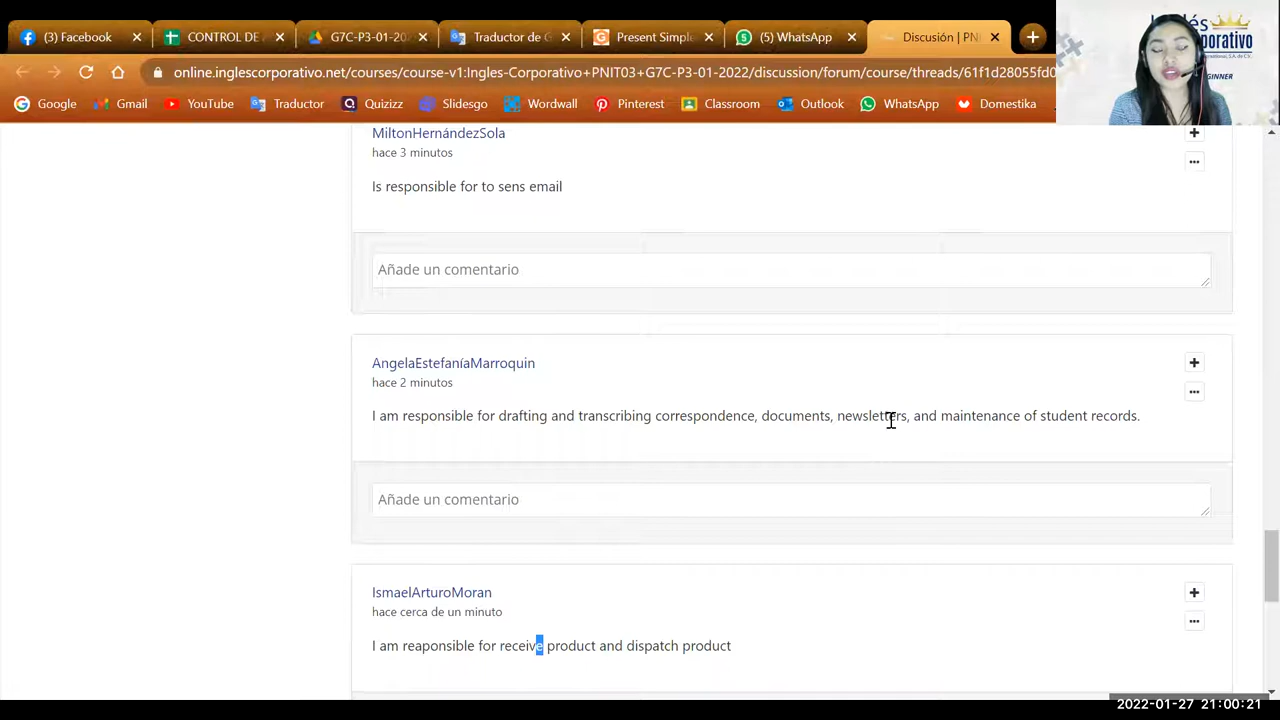 (3) Facebook
CONTROL DE
G7C-P3-01-20
Traductor de G
Present Simple
(5) WhatsApp
Discusión | PNI
online.inglescorporativo.net/courses/course-v1:Ingles-Corporativo+PNIT03+G7C-P3-01-2022/discussion/forum/course/threads/61f1d28055fd0
Google
Gmail
YouTube
Traductor
Quizizz
Slidesgo
Wordwall
Pinterest
Classroom
Outlook
WhatsApp
Domestika
MiltonHernándezSola
hace 3 minutos
Is responsible for to sens email
Añade un comentario
AngelaEstefaníaMarroquin
hace 2 minutos
I am responsible for drafting and transcribing correspondence, documents, newsletters, and maintenance of student records.
Añade un comentario
IsmaelArturoMoran
hace cerca de un minuto
I am reaponsible for receive product and dispatch product
2022-01-27 21:00:21